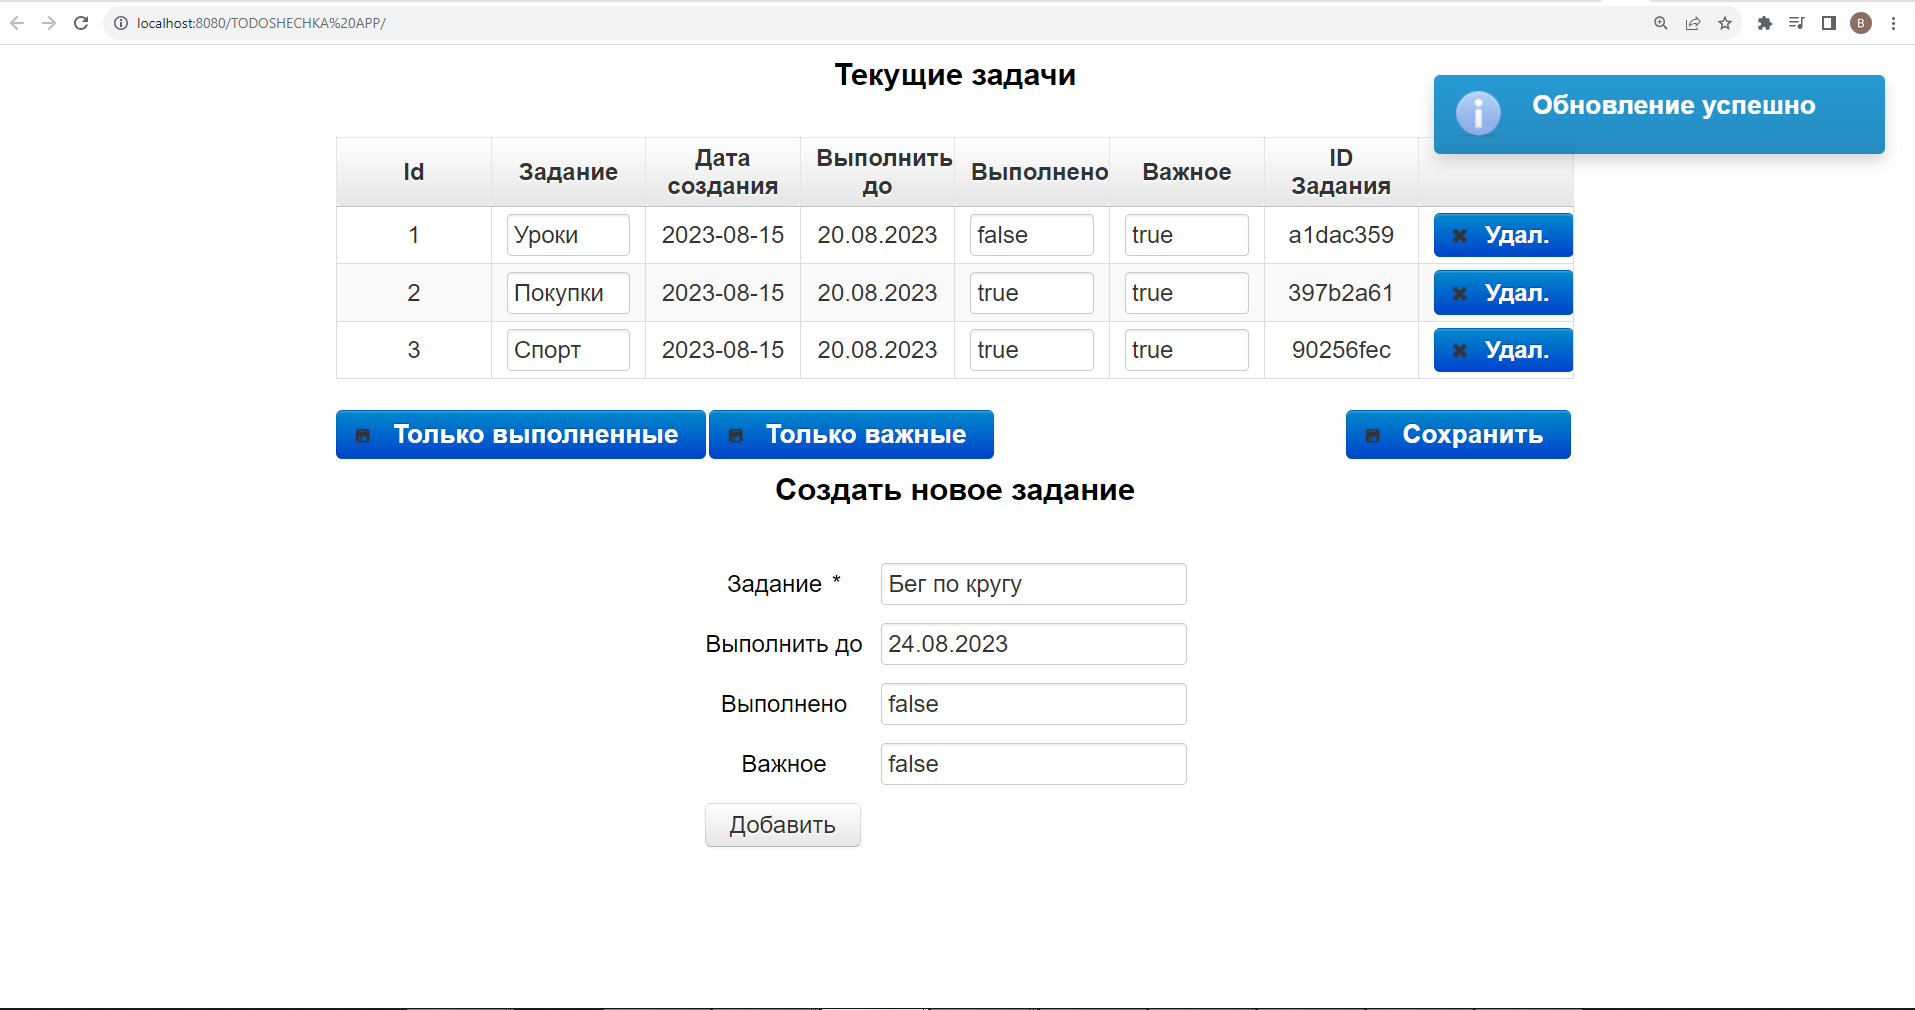 localhost:8080/TODOSHECHKA%20APP/
B
Текущие задачи
Обновление успешно
Id Задание Дата создания Выполнить до Выполнено Важное ID Задания
1 Уроки 2023-08-15 20.08.2023 false true a1dac359 Удал.
2 Покупки 2023-08-15 20.08.2023 true true 397b2a61 Удал.
3 Спорт 2023-08-15 20.08.2023 true true 90256fec Удал.
Только выполненные Только важные Сохранить
Создать новое задание
Задание * Бег по кругу
Выполнить до 24.08.2023
Выполнено false
Важное false
Добавить